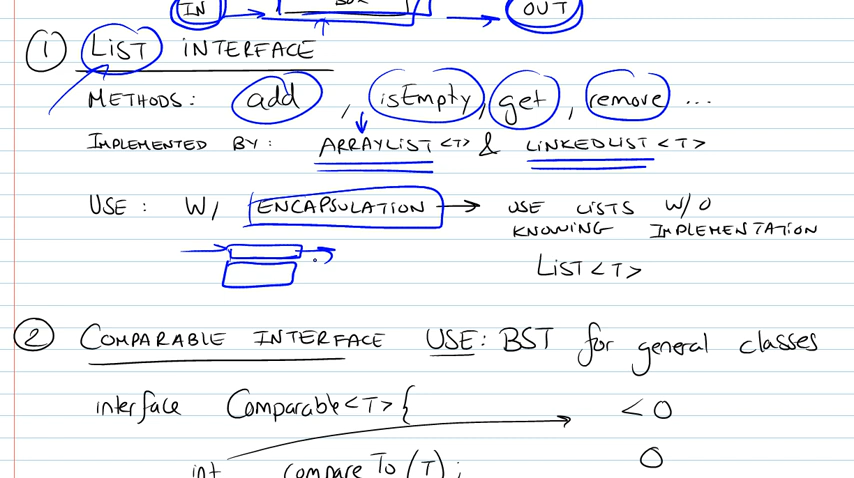 IN OUT
① LIST INTERFACE
METHODS: add, isEmpty, get, remove ...
IMPLEMENTED BY: ARRAYLIST<T> & LINKEDLIST<T>
USE: W/ ENCAPSULATION → USE LISTS W/O
KNOWING IMPLEMENTATION
LIST<T>
② COMPARABLE INTERFACE USE: BST for general classes
interface Comparable<T>{ <0
int compareTo(T); 0